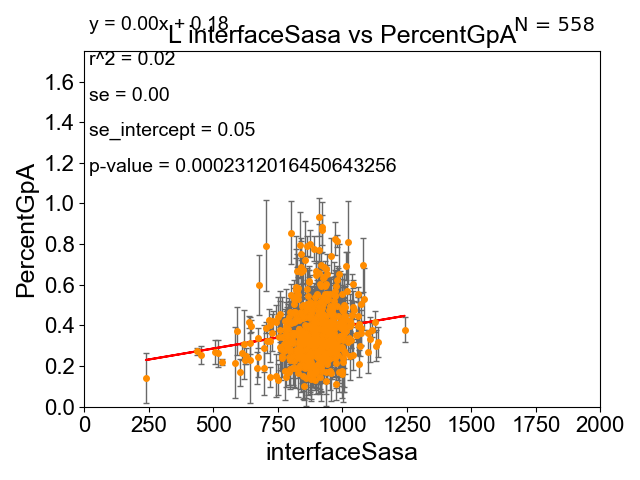 y = 0.00x + 0.18
L interfaceSasa vs PercentGpA
N = 558
r^2 = 0.02
se = 0.00
se_intercept = 0.05
p-value = 0.0002312016450643256
PercentGpA
1.6
1.4
1.2
1.0
0.8
0.6
0.4
0.2
0.0
0 250 500 750 1000 1250 1500 1750 2000
interfaceSasa